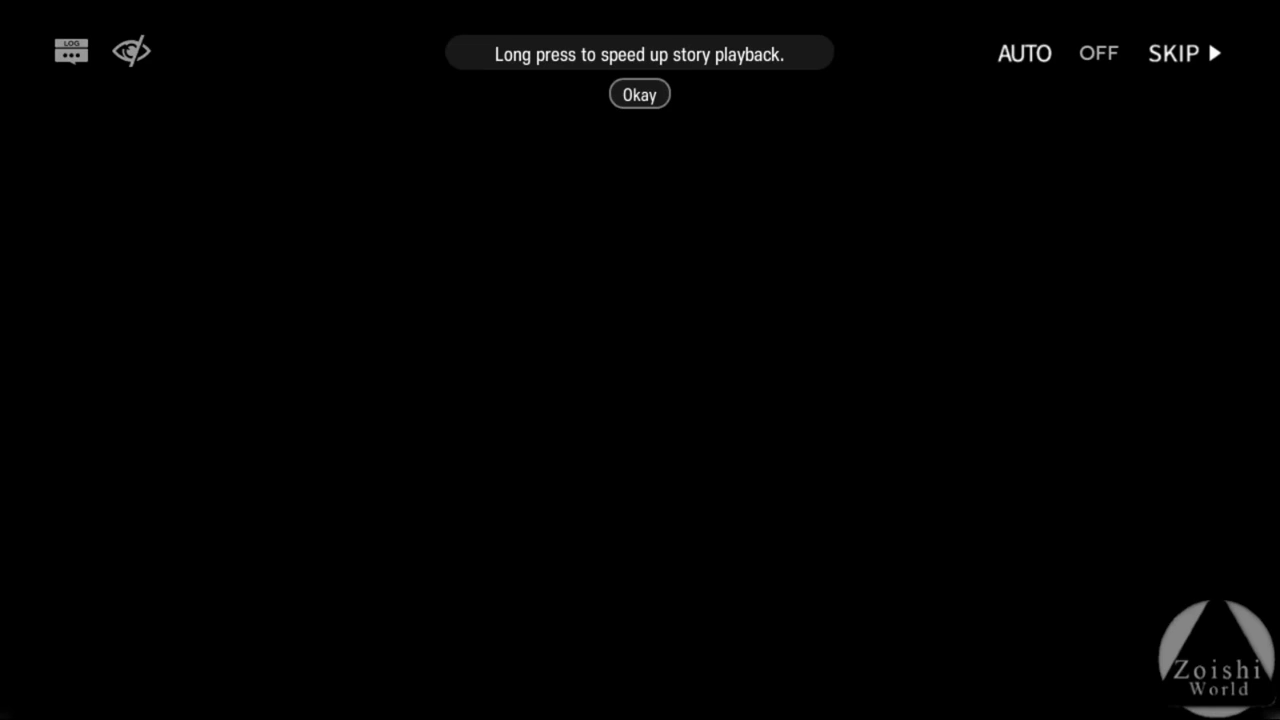 LOG
Long press to speed up story playback.
AUTO OFF SKIP
Okay
Zoishi
World